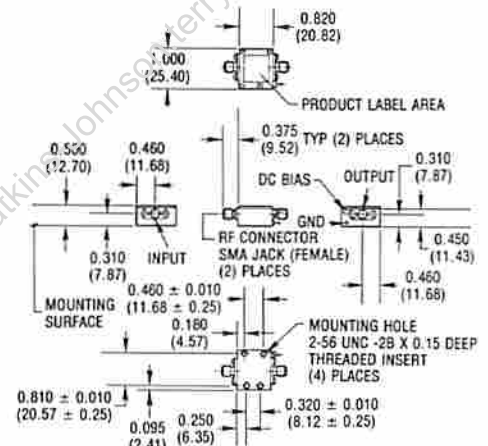 0.820
(20.82)
1.000
(25.40)
PRODUCT LABEL AREA
0.375
(9.52)
TYP (2) PLACES
0.500
(12.70)
0.460
(11.68)
DC BIAS
OUTPUT
0.310
(7.87)
GND
RF CONNECTOR
SMA JACK (FEMALE)
(2) PLACES
0.310
(7.87)
INPUT
0.450
(11.43)
0.460
(11.68)
MOUNTING
SURFACE
0.460 ± 0.010
(11.68 ± 0.25)
0.180
(4.57)
MOUNTING HOLE
2-56 UNC -2B X 0.15 DEEP
THREADED INSERT
(4) PLACES
0.810 ± 0.010
(20.57 ± 0.25)
0.095
(2.41)
0.250
(6.35)
0.320 ± 0.010
(8.12 ± 0.25)
atkins Johnson terry